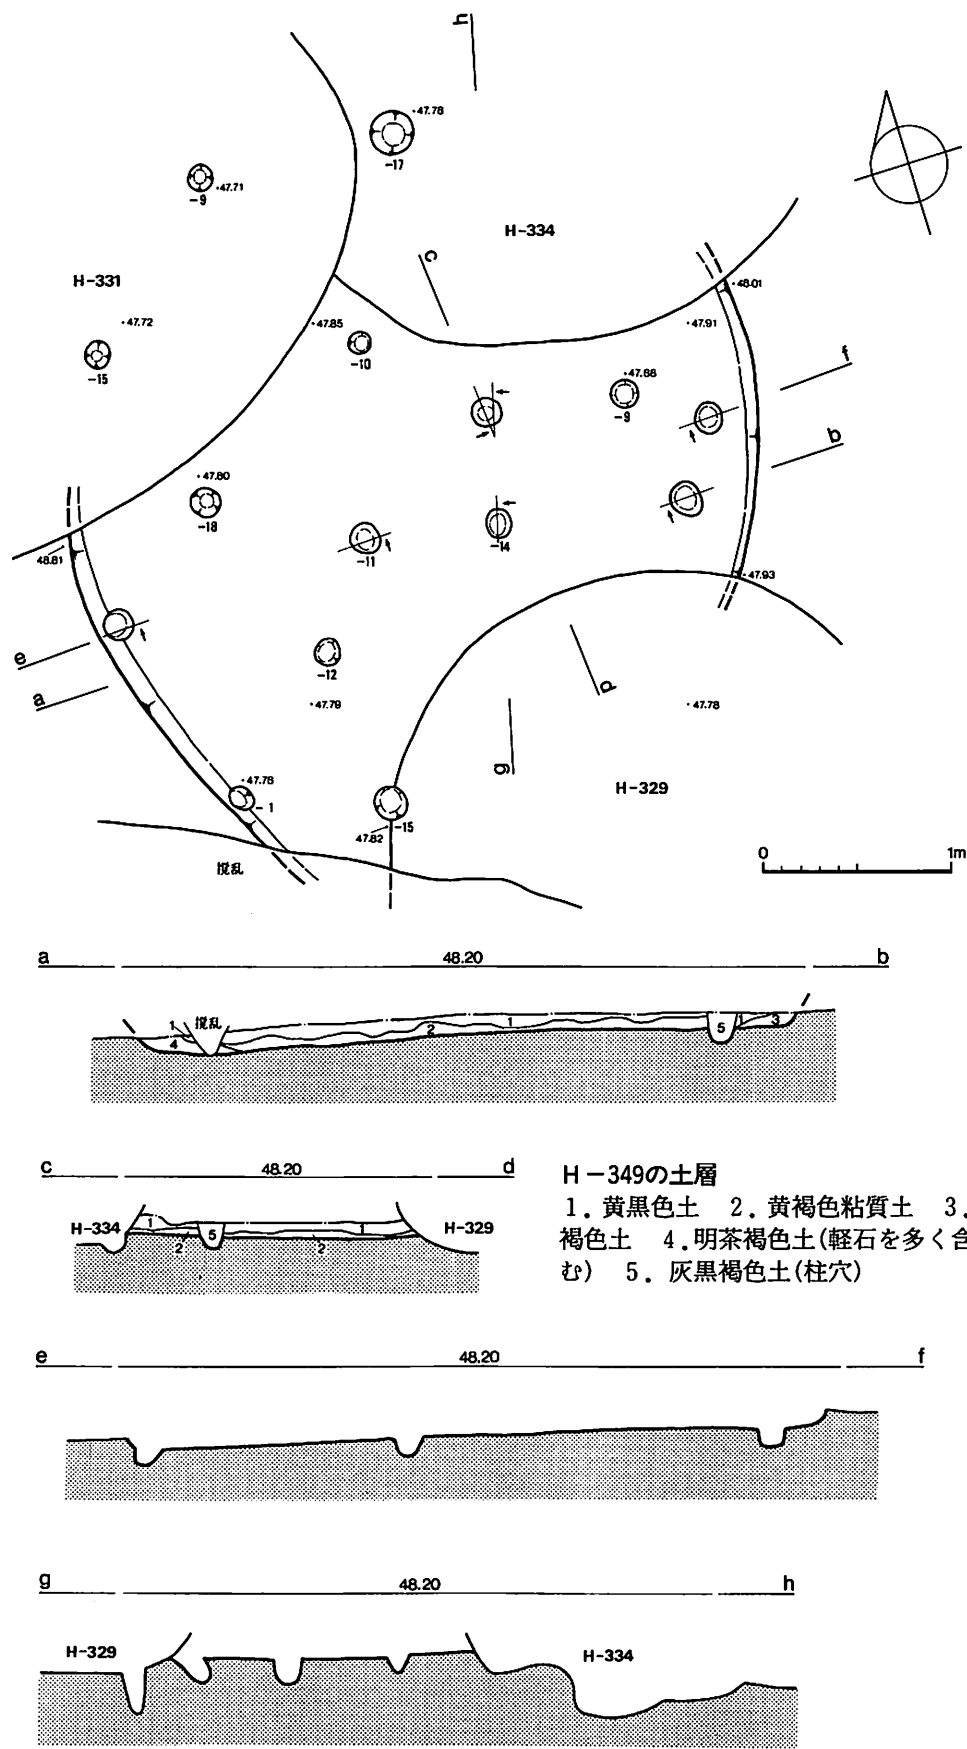 h
・47.78
-17
-9
・47.71
H-334
c
H-331
・48.01
・47.72
・47.85
・47.91
-10
f
-15
・47.88
-9
b
・47.80
-18
-14
-11
48.81
・47.93
e
-12
a
d
・47.79
・47.78
g
・47.78
H-329
-1
-15
47.82
撹乱
0 1m
a 48.20 b
1 撹乱 2 1 5 1 3
4
c 48.20 d
H-334 1 1 H-329
2 5 2
H-349の土層
1．黄黒色土 2．黄褐色粘質土 3．
褐色土 4．明茶褐色土(軽石を多く含
む) 5．灰黒褐色土(柱穴)
e 48.20 f
g 48.20 h
H-329 H-334